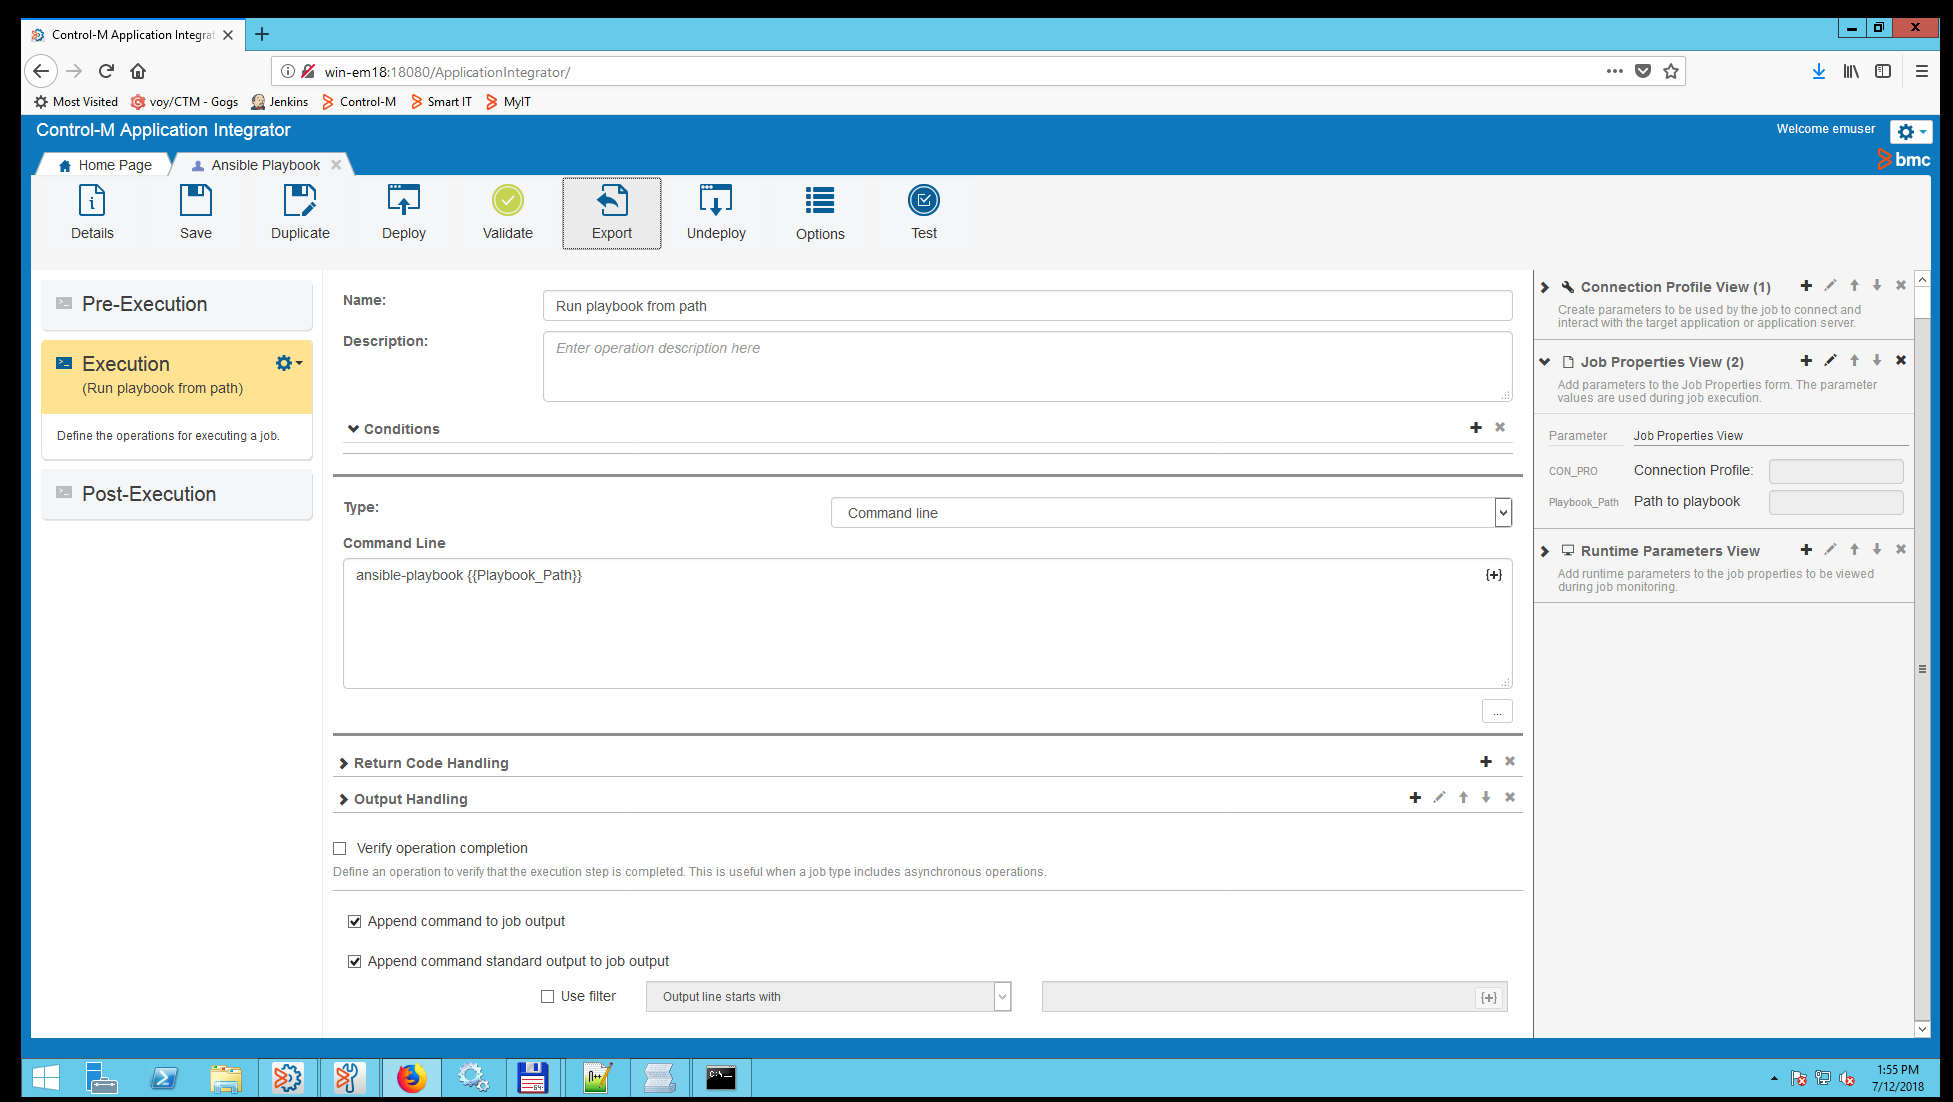 Control-M Application Integrat
win-em18:18080/ApplicationIntegrator/
Most Visited voy/CTM - Gogs Jenkins Control-M Smart IT MyIT
Control-M Application Integrator
Welcome emuser
bmc
Home Page Ansible Playbook
Details Save Duplicate Deploy Validate Export Undeploy Options Test
Pre-Execution
Execution
(Run playbook from path)
Define the operations for executing a job.
Post-Execution
Name: Run playbook from path
Description: Enter operation description here
Conditions
Type: Command line
Command Line
ansible-playbook {{Playbook_Path}}
{+}
...
Return Code Handling
Output Handling
Verify operation completion
Define an operation to verify that the execution step is completed. This is useful when a job type includes asynchronous operations.
Append command to job output
Append command standard output to job output
Use filter Output line starts with {+}
Connection Profile View (1)
Create parameters to be used by the job to connect and
interact with the target application or application server.
Job Properties View (2)
Add parameters to the Job Properties form. The parameter
values are used during job execution.
Parameter Job Properties View
CON_PRO Connection Profile:
Playbook_Path Path to playbook
Runtime Parameters View
Add runtime parameters to the job properties to be viewed
during job monitoring.
64
n++
C:\
1:55 PM
7/12/2018